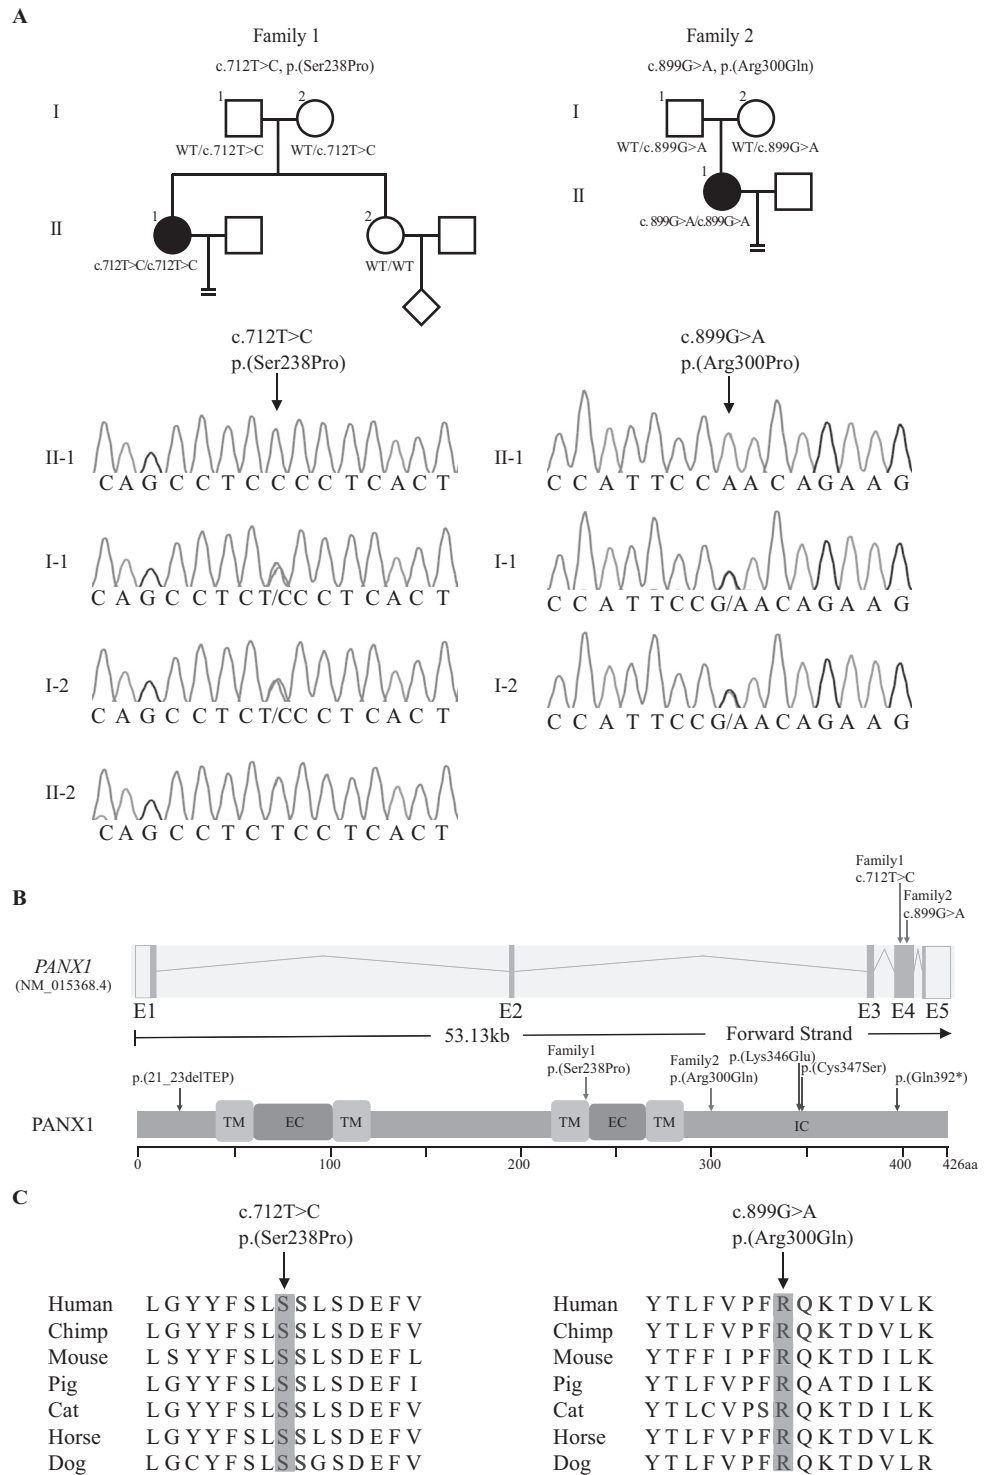 A
Family 1
c.712T>C, p.(Ser238Pro)
Family 2
c.899G>A, p.(Arg300Gln)
I
1
2
WT/c.712T>C
WT/c.712T>C
I
1
2
WT/c.899G>A
WT/c.899G>A
II
1
2
c.712T>C/c.712T>C
WT/WT
II
1
c.899G>A/c.899G>A
c.712T>C
p.(Ser238Pro)
c.899G>A
p.(Arg300Pro)
II-1
C A G C C T C C C C T C A C T
II-1
C C A T T C C A A C A G A A G
I-1
C A G C C T C T/C C C T C A C T
I-1
C C A T T C C G/A A C A G A A G
I-2
C A G C C T C T/C C C T C A C T
I-2
C C A T T C C G/A A C A G A A G
II-2
C A G C C T C T C C T C A C T
B
Family1
c.712T>C
Family2
c.899G>A
PANX1
(NM_015368.4)
E1 E2 E3 E4 E5
53.13kb Forward Strand
p.(21_23delTEP)
Family1
p.(Ser238Pro)
Family2
p.(Arg300Gln)
p.(Lys346Glu)
p.(Cys347Ser)
p.(Gln392*)
PANX1
TM EC TM TM EC TM IC
0 100 200 300 400 426aa
C
c.712T>C
p.(Ser238Pro)
c.899G>A
p.(Arg300Gln)
Human L G Y Y F S L S S L S D E F V
Chimp L G Y Y F S L S S L S D E F V
Mouse L S Y Y F S L S S L S D E F L
Pig L G Y Y F S L S S L S D E F I
Cat L G Y Y F S L S S L S D E F V
Horse L G Y Y F S L S S L S D E F V
Dog L G C Y F S L S S G S D E F V
Human Y T L F V P F R Q K T D V L K
Chimp Y T L F V P F R Q K T D V L K
Mouse Y T F F I P F R Q K T D I L K
Pig Y T L F V P F R Q A T D I L K
Cat Y T L C V P S R Q K T D I L K
Horse Y T L F V P F R Q K T D V L K
Dog Y T L F V P F R Q K T D V L R